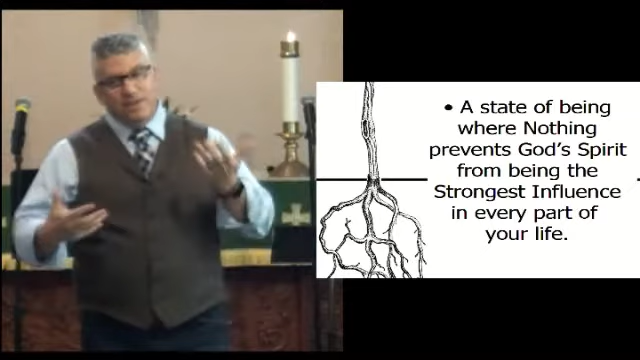 • A state of being
where Nothing
prevents God's Spirit
from being the
Strongest Influence
in every part of
your life.